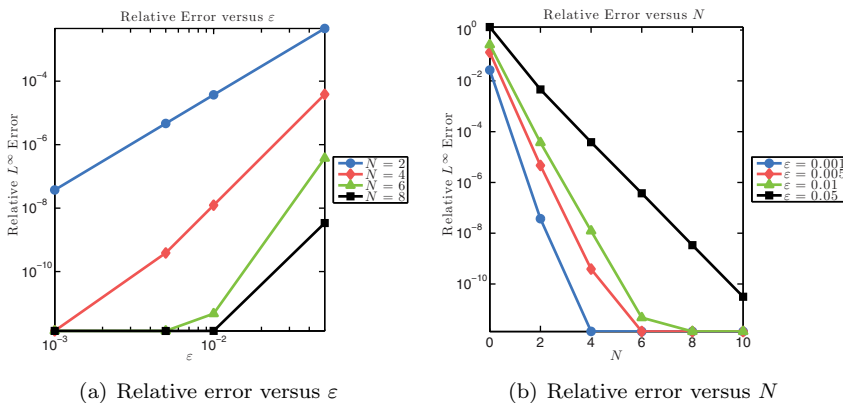 Relative Error versus ε
Relative L∞ Error
10⁻⁴
10⁻⁶
10⁻⁸
10⁻¹⁰
10⁻³
10⁻²
ε
N = 2
N = 4
N = 6
N = 8
(a) Relative error versus ε
Relative Error versus N
Relative L∞ Error
10⁰
10⁻²
10⁻⁴
10⁻⁶
10⁻⁸
10⁻¹⁰
0 2 4 6 8 10
N
ε = 0.001
ε = 0.005
ε = 0.01
ε = 0.05
(b) Relative error versus N